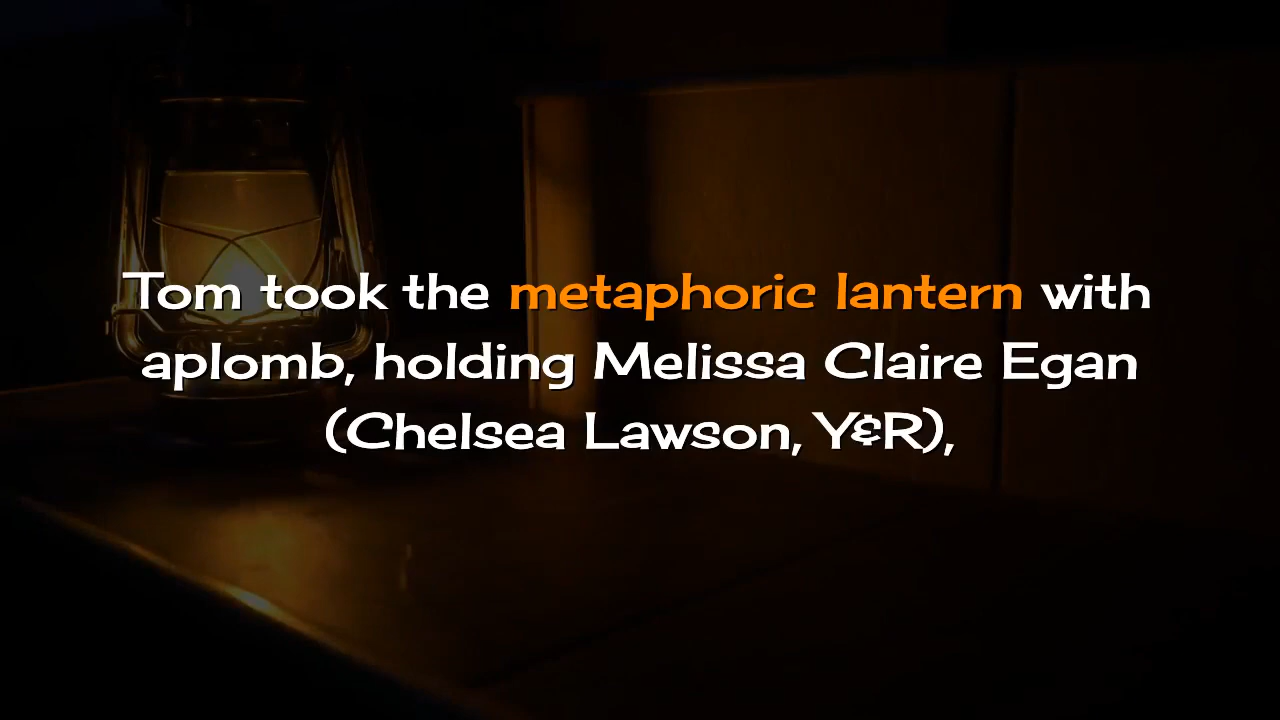 Tom took the metaphoric lantern with
aplomb, holding Melissa Claire Egan
(Chelsea Lawson, Y&R),